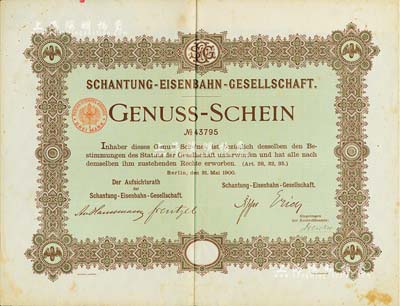 SCHANTUNG-EISENBAHN-GESELLSCHAFT.
GENUSS-SCHEIN
№ 43795
Inhaber dieses Genuss-Scheines ist bezüglich desselben den Be-
stimmungen des Statuts der Gesellschaft unterworfen und hat alle nach
demselben ihm zustehenden Rechte erworben. (Art. 28, 32, 35.)
Berlin, den 31. Mai 1900.
Der Aufsichtsrath
der
Schantung-Eisenbahn-Gesellschaft.
Schantung-Eisenbahn-Gesellschaft.